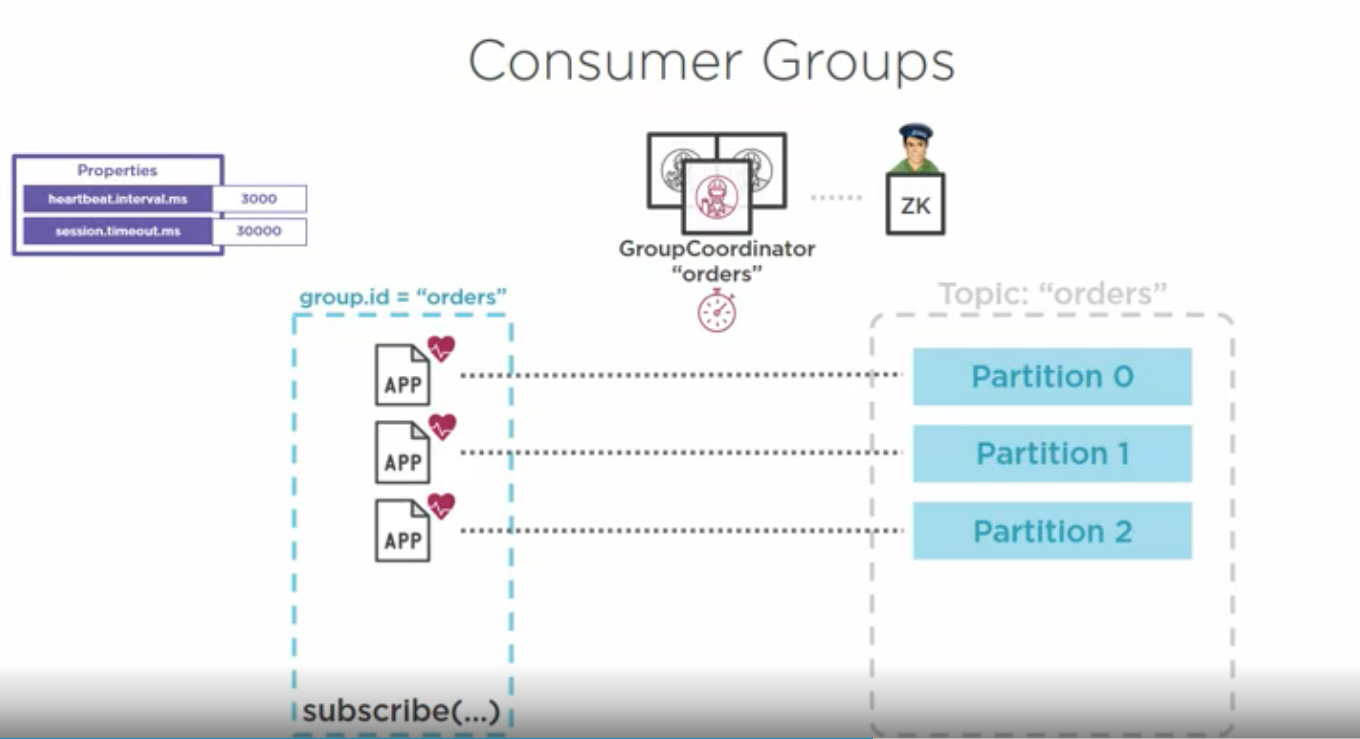 Consumer Groups
Properties
heartbeat.interval.ms 3000
session.timeout.ms 30000
ZK
GroupCoordinator
“orders”
group.id = “orders”
Topic: “orders”
APP
Partition 0
APP
Partition 1
APP
Partition 2
subscribe(...)